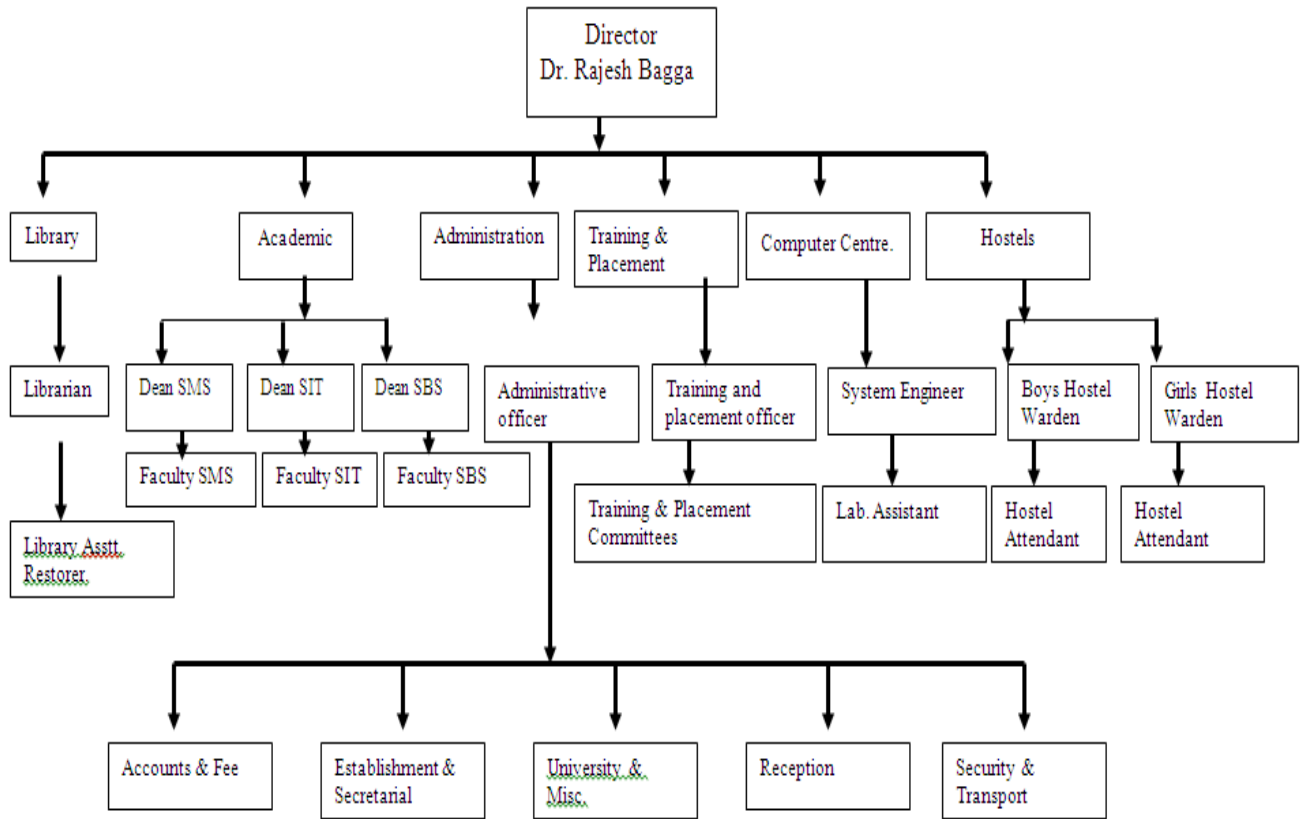 Director
Dr. Rajesh Bagga
Library
Academic
Administration
Training &
Placement
Computer Centre.
Hostels
Librarian
Dean SMS
Dean SIT
Dean SBS
Administrative
officer
Training and
placement officer
System Engineer
Boys Hostel
Warden
Girls Hostel
Warden
Faculty SMS
Faculty SIT
Faculty SBS
Library Asstt.
Restorer.
Training & Placement
Committees
Lab. Assistant
Hostel
Attendant
Hostel
Attendant
Accounts & Fee
Establishment &
Secretarial
University &
Misc.
Reception
Security &
Transport